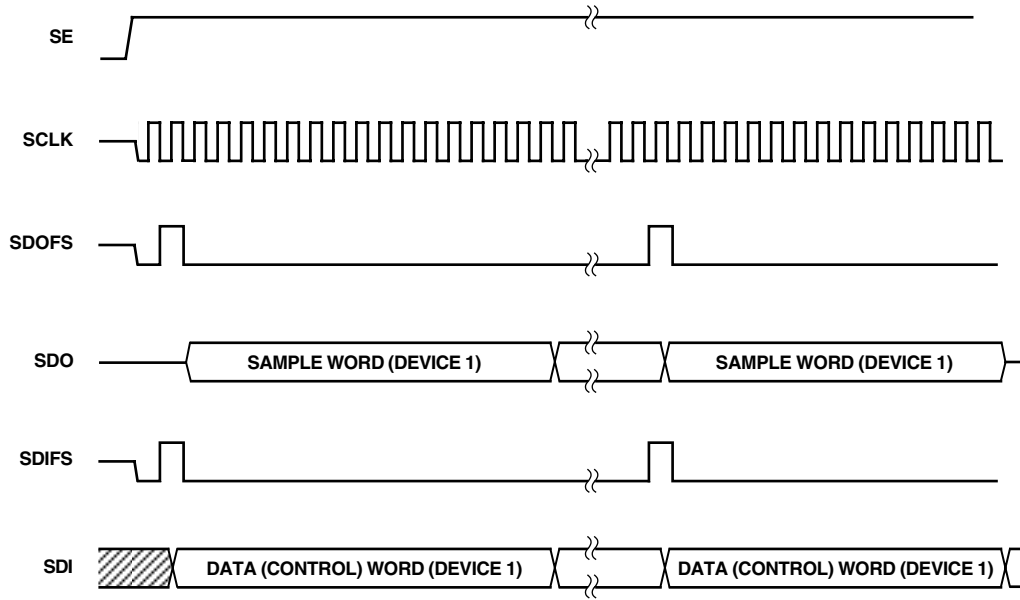 SE
SCLK
SDOFS
SDO
SAMPLE WORD (DEVICE 1)
SAMPLE WORD (DEVICE 1)
SDIFS
SDI
DATA (CONTROL) WORD (DEVICE 1)
DATA (CONTROL) WORD (DEVICE 1)